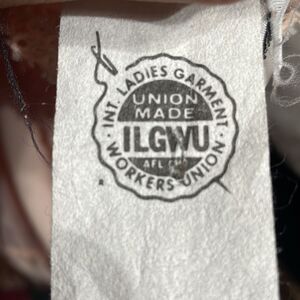 INT. LADIES GARMENT
UNION
MADE
ILGWU
AFL CIO
WORKERS UNION